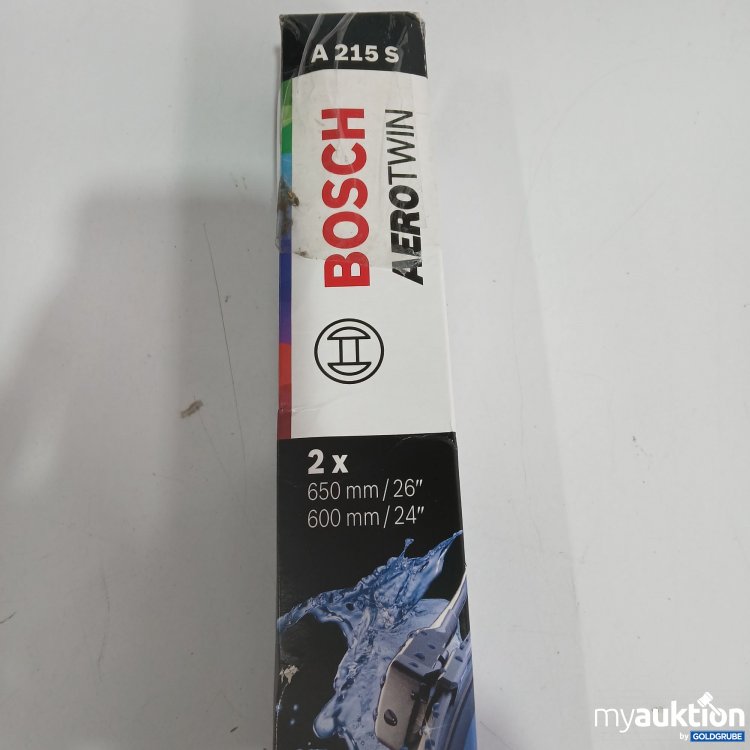 A 215 S
BOSCH
AEROTWIN
2 x
650 mm / 26″
600 mm / 24″
myauktion
by GOLDGRUBE